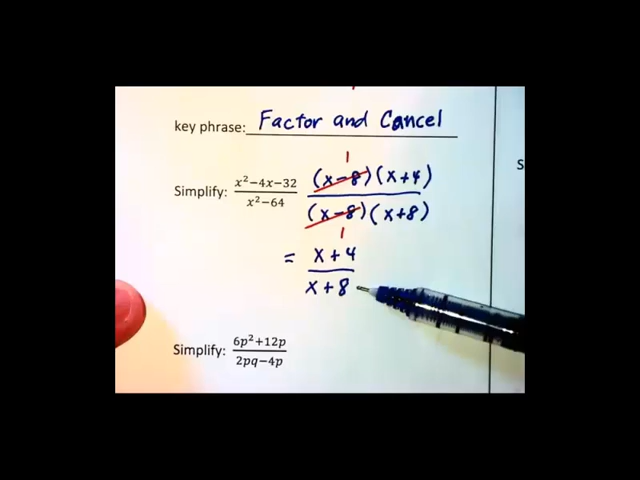 key phrase: Factor and Cancel
1
Simplify: x²−4x−32 / x²−64 (x−8)(x+4) / (x−8)(x+8)
1
= x+4 / x+8
Simplify: 6p²+12p / 2pq−4p
S